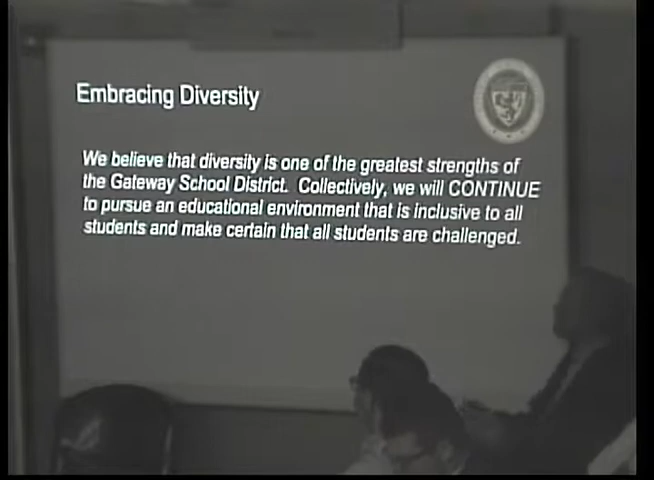 Embracing Diversity
We believe that diversity is one of the greatest strengths of
the Gateway School District. Collectively, we will CONTINUE
to pursue an educational environment that is inclusive to all
students and make certain that all students are challenged.